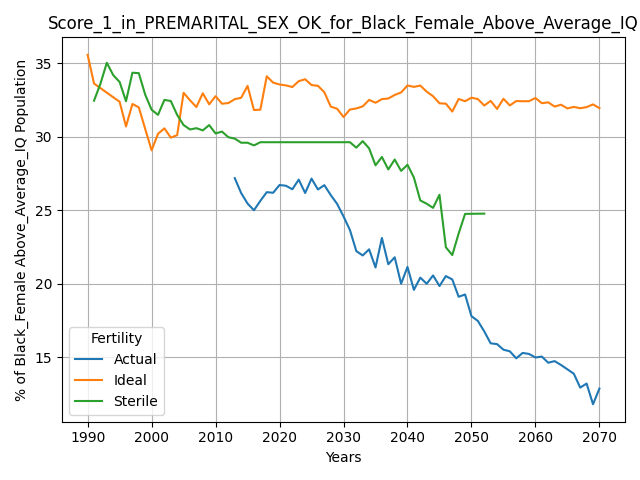 Score_1_in_PREMARITAL_SEX_OK_for_Black_Female_Above_Average_IQ
% of Black_Female Above_Average_IQ Population
35
30
25
20
15
Fertility
Actual
Ideal
Sterile
1990 2000 2010 2020 2030 2040 2050 2060 2070
Years